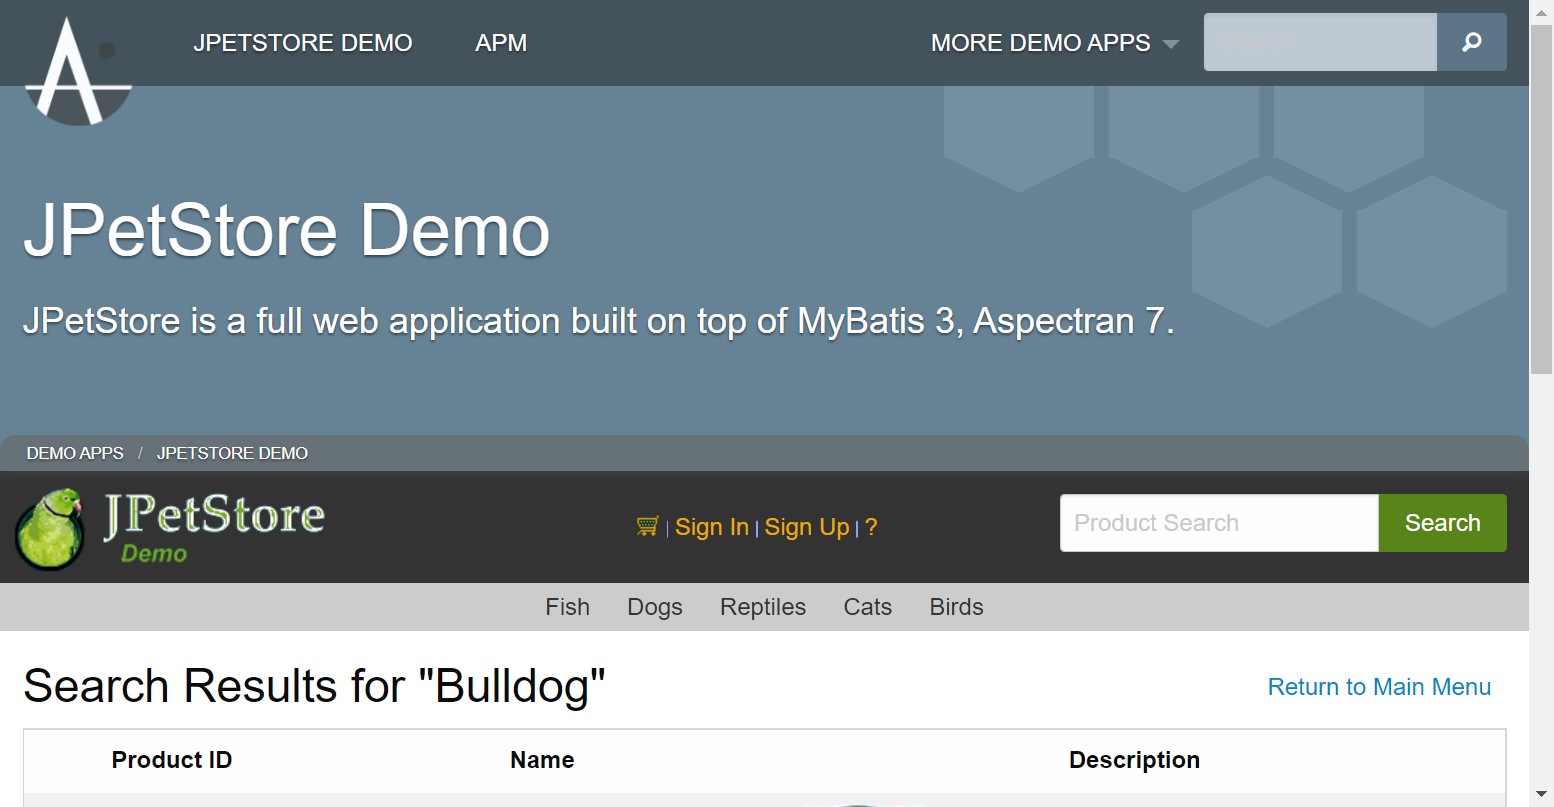 JPETSTORE DEMO APM MORE DEMO APPS
JPetStore Demo
JPetStore is a full web application built on top of MyBatis 3, Aspectran 7.
DEMO APPS / JPETSTORE DEMO
JPetStore
Demo
| Sign In | Sign Up | ?
Product Search
Search
Fish Dogs Reptiles Cats Birds
Search Results for "Bulldog"
Return to Main Menu
Product ID Name Description